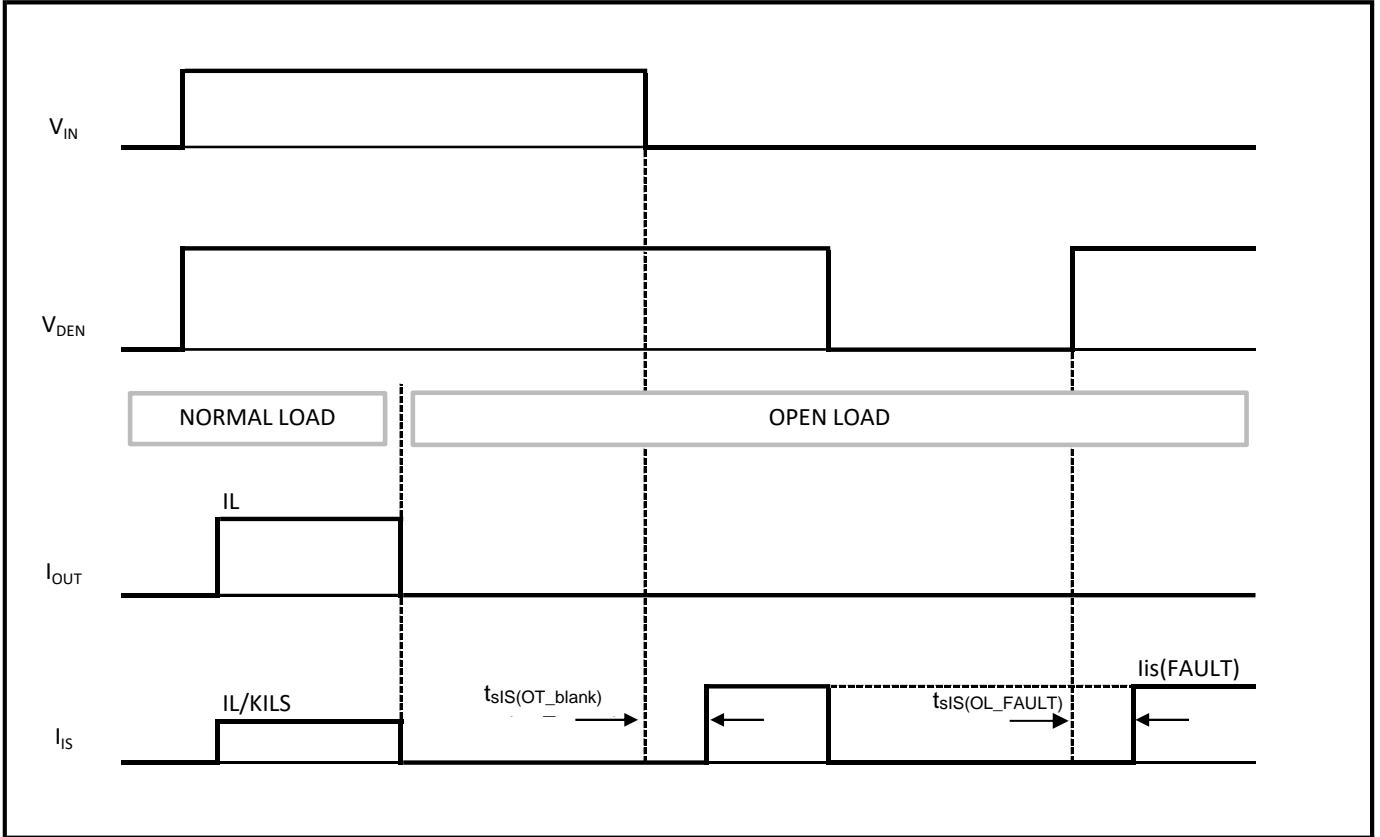 VIN
VDEN
NORMAL LOAD
OPEN LOAD
IL
IOUT
Iis(FAULT)
IL/KILS
tsIS(OT_blank)
tsIS(OL_FAULT)
IIS